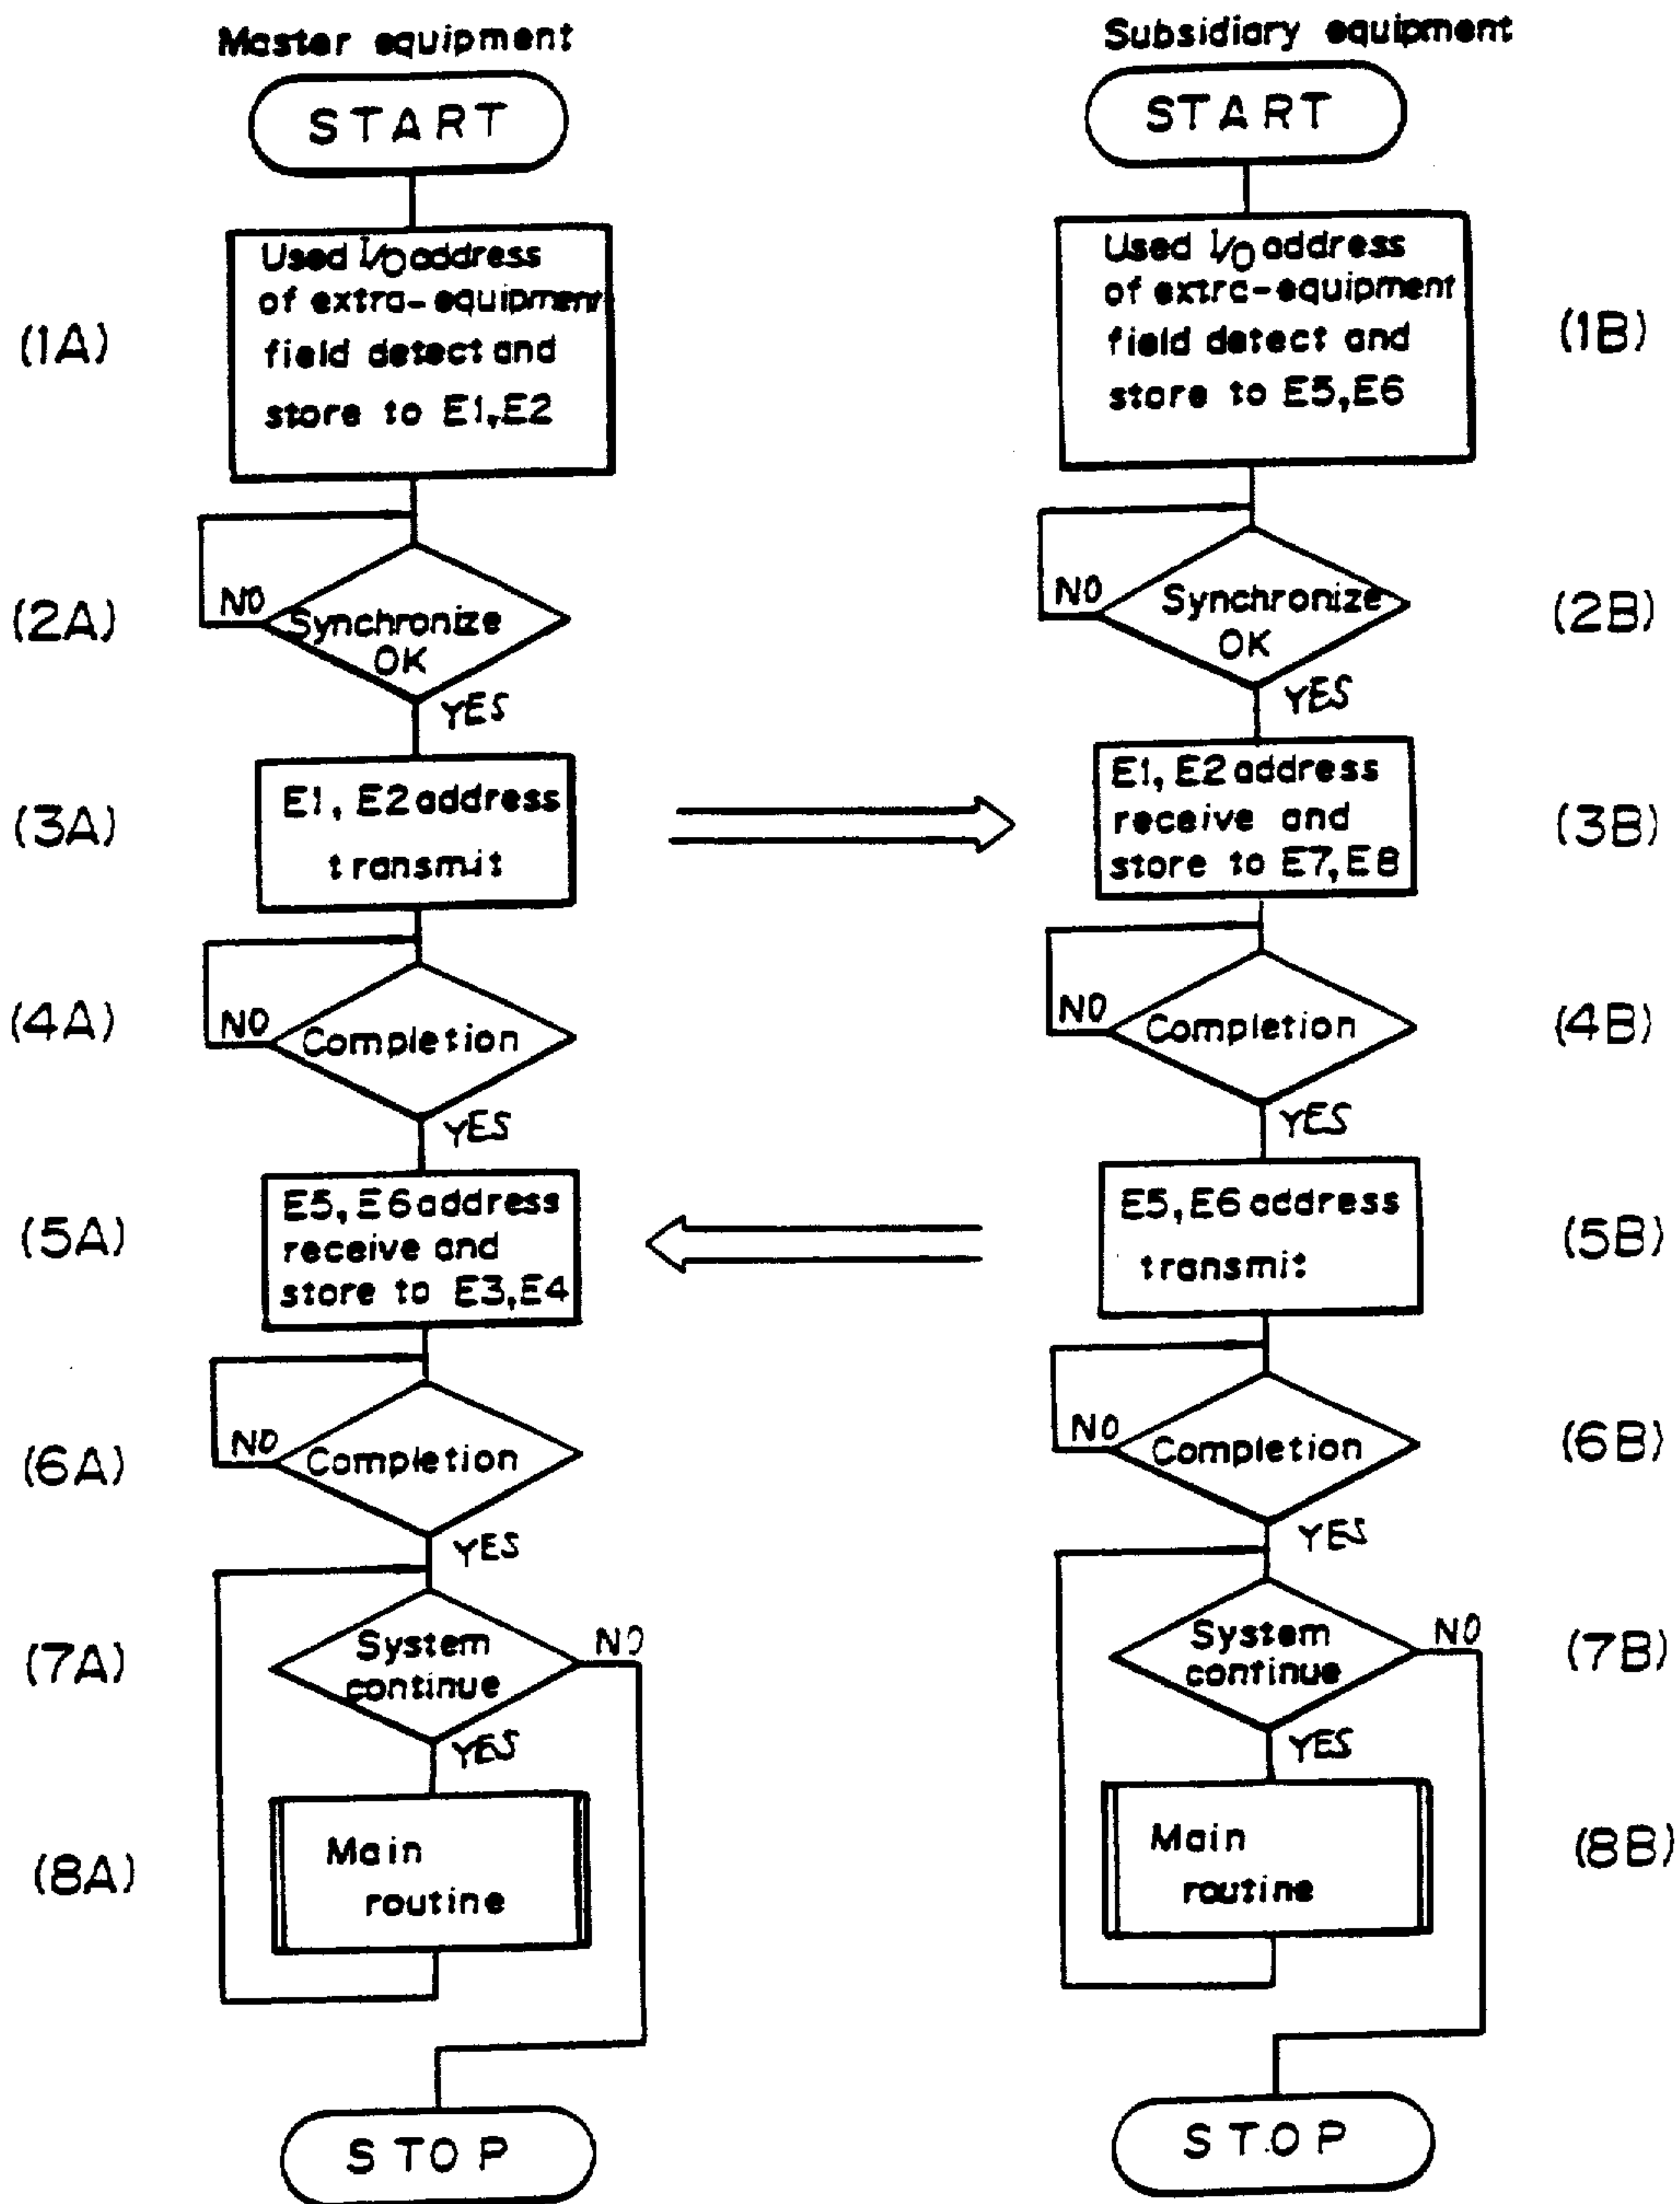 Master equipment
START
(1A)
Used I/O address
of extra-equipment
field detect and
store to E1,E2
(2A)
NO
Synchronize
OK
YES
(3A)
E1, E2 address
transmit
(4A)
NO
Completion
YES
(5A)
E5, E6 address
receive and
store to E3,E4
(6A)
NO
Completion
YES
(7A)
System
continue
NO
YES
(8A)
Main
routine
STOP
Subsidiary equipment
START
(1B)
Used I/O address
of extra-equipment
field detect and
store to E5,E6
(2B)
NO
Synchronize
OK
YES
(3B)
E1, E2 address
receive and
store to E7,E8
(4B)
NO
Completion
YES
(5B)
E5, E6 address
transmit
(6B)
NO
Completion
YES
(7B)
System
continue
NO
YES
(8B)
Main
routine
STOP